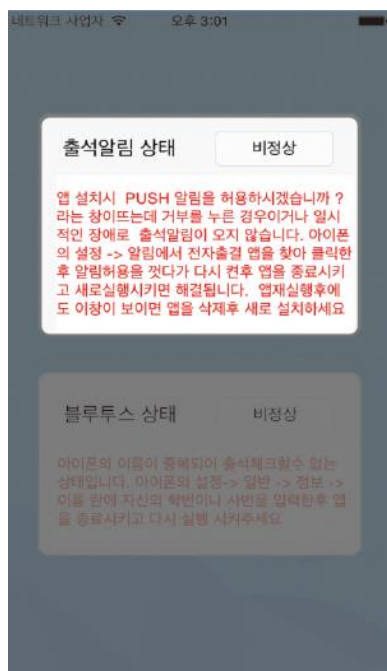 네트워크 사업자 오후 3:01
출석알림 상태 비정상
앱 설치시 PUSH 알림을 허용하시겠습니까 ?
라는 창이뜨는데 거부를 누른 경우이거나 일시
적인 장애로 출석알림이 오지 않습니다. 아이폰
의 설정 -> 알림에서 전자출결 앱을 찾아 클릭한
후 알림허용을 껏다가 다시 켠후 앱을 종료시키
고 새로실행시키면 해결됩니다. 앱재실행후에
도 이창이 보이면 앱을 삭제후 새로 설치하세요
블루투스 상태 비정상
아이폰의 이름이 중복되어 출석체크할수 없는
상태입니다. 아이폰의 설정-> 일반 -> 정보 ->
이름 란에 자신의 학번이나 사번을 입력한후 앱
을 종료시키고 다시 실행 시켜주세요